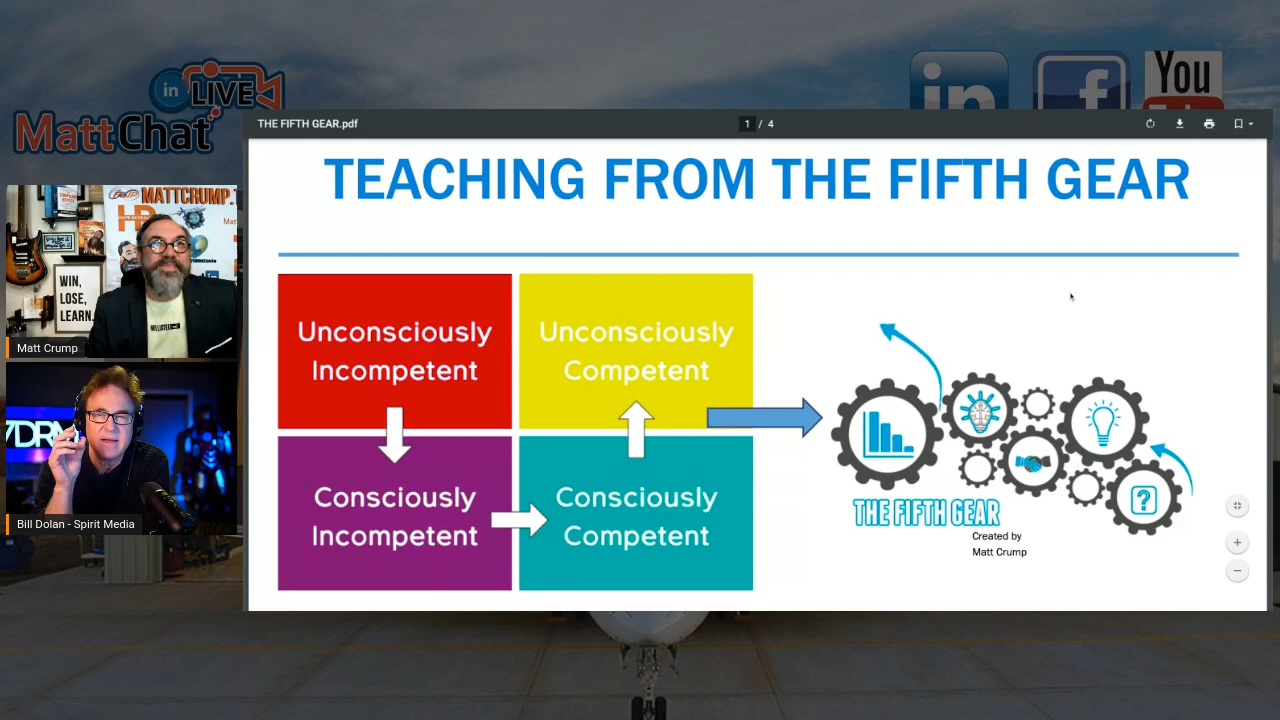 in LIVE
MattChat
in
f
You
THE FIFTH GEAR.pdf
1 / 4
TEACHING FROM THE FIFTH GEAR
Unconsciously
Incompetent
Unconsciously
Competent
Consciously
Incompetent
Consciously
Competent
?
THE FIFTH GEAR
Created by
Matt Crump
MATTCRUMP
WIN,
LOSE,
LEARN.
Matt Crump
Bill Dolan - Spirit Media